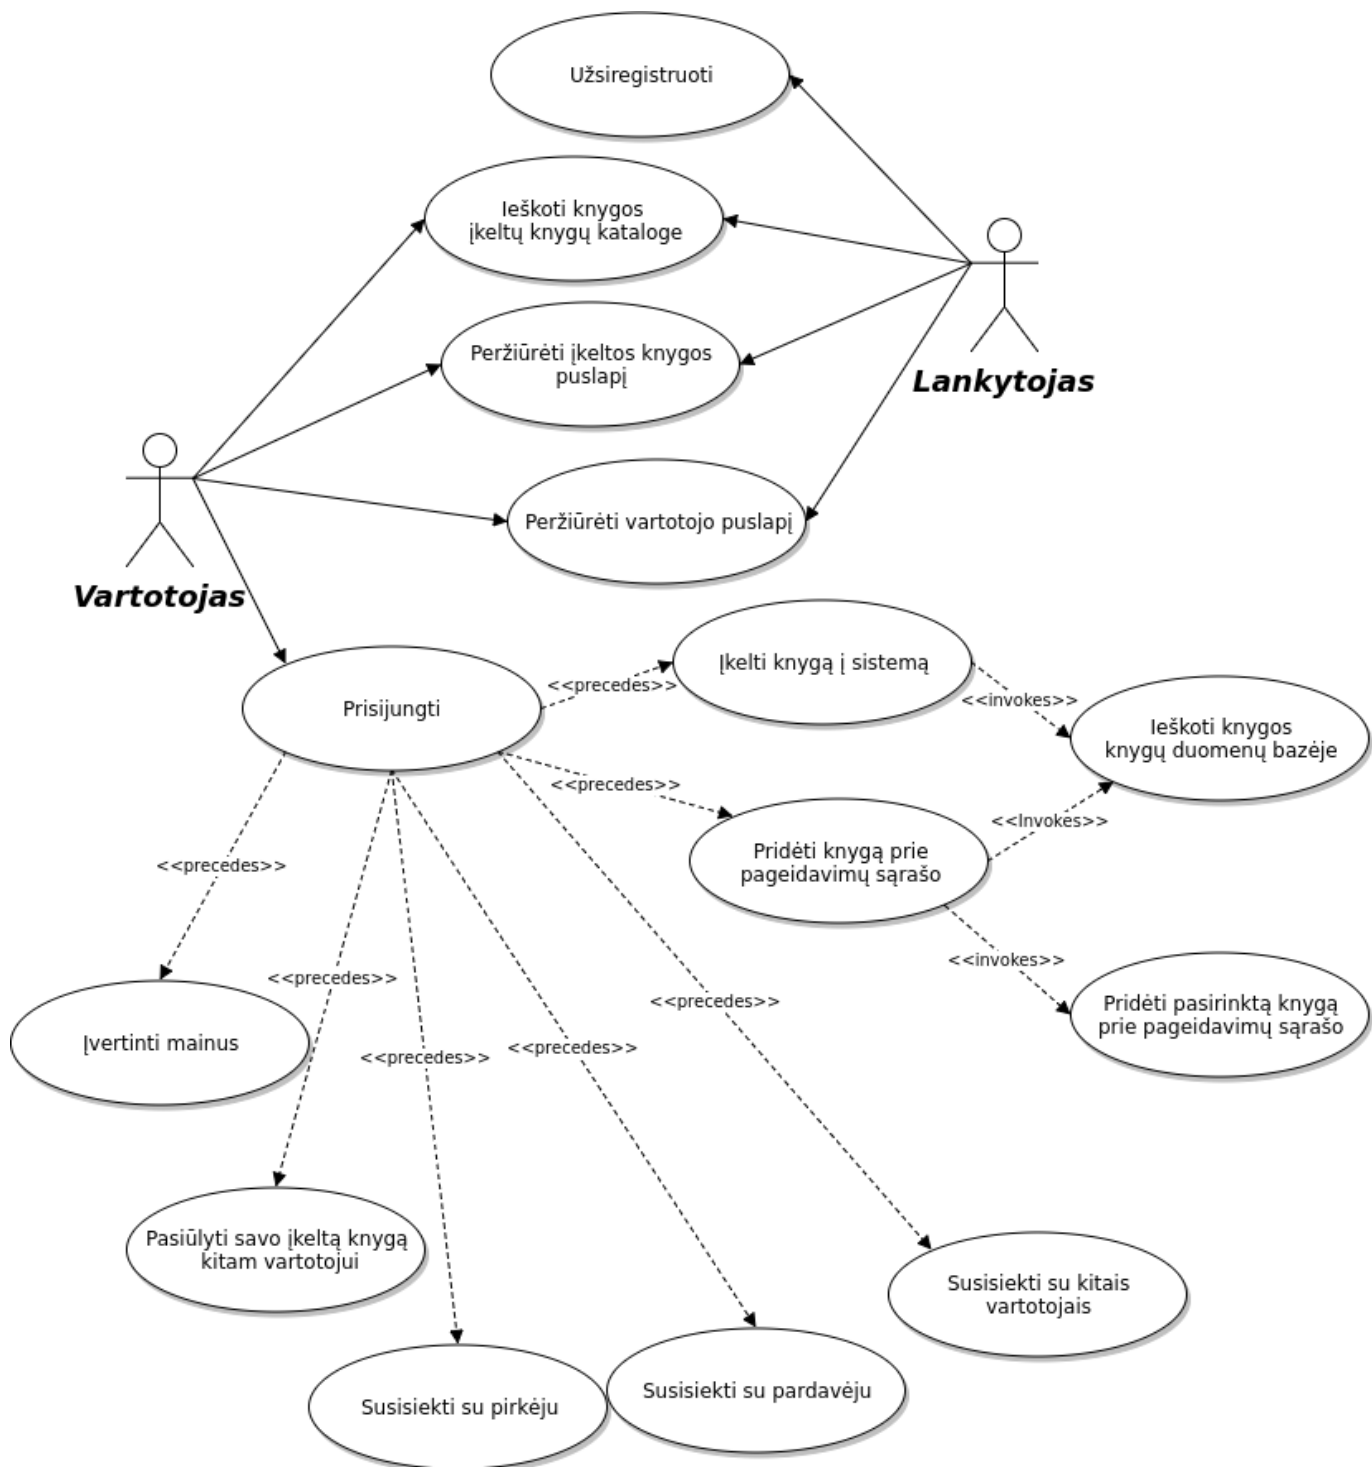 Užsiregistruoti
Ieškoti knygos
įkeltų knygų kataloge
Peržiūrėti įkeltos knygos
puslapį
Lankytojas
Peržiūrėti vartotojo puslapį
Vartotojas
Įkelti knygą į sistemą
<<precedes>>
<<invokes>>
Prisijungti
Ieškoti knygos
knygų duomenų bazėje
<<precedes>>
<<Invokes>>
Pridėti knygą prie
pageidavimų sąrašo
<<precedes>>
<<invokes>>
<<precedes>>
<<precedes>>
Pridėti pasirinktą knygą
prie pageidavimų sąrašo
Įvertinti mainus
<<precedes>>
<<precedes>>
Pasiūlyti savo įkeltą knygą
kitam vartotojui
Susisiekti su kitais
vartotojais
Susisiekti su pardavėju
Susisiekti su pirkėju